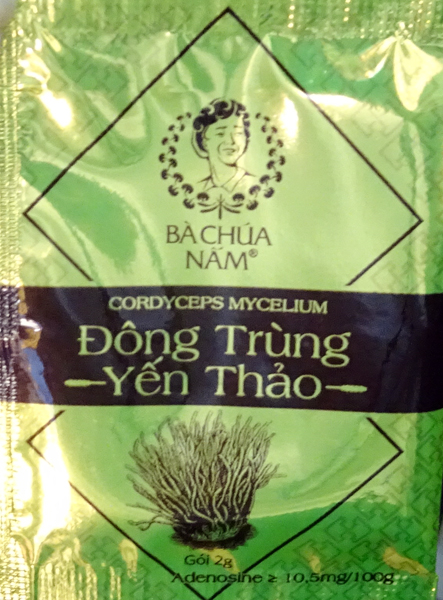 BÀ CHÚA
NẤM®
CORDYCEPS MYCELIUM
Đông Trùng
Yến Thảo
Gói 2g
Adenosine ≥ 10,5mg/100g